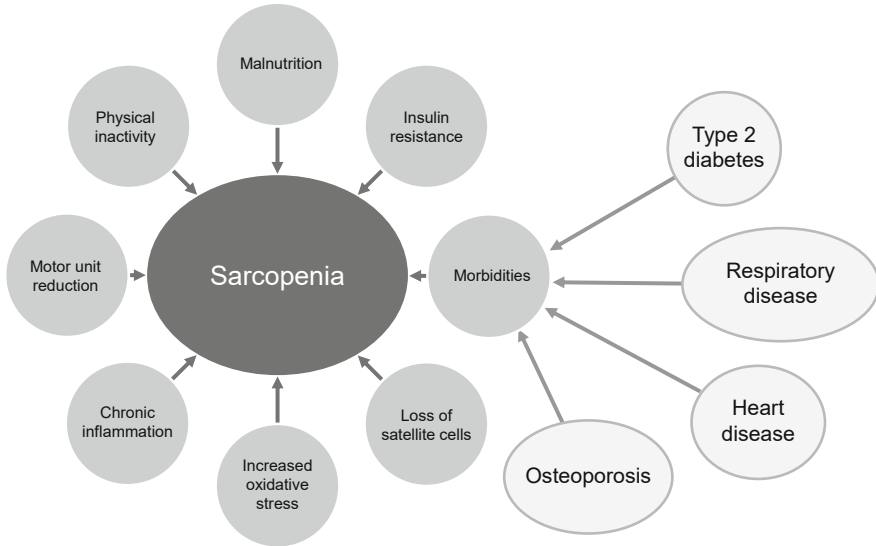 Malnutrition
Physical
inactivity
Insulin
resistance
Type 2
diabetes
Motor unit
reduction
Sarcopenia
Morbidities
Respiratory
disease
Chronic
inflammation
Loss of
satellite cells
Heart
disease
Increased
oxidative
stress
Osteoporosis